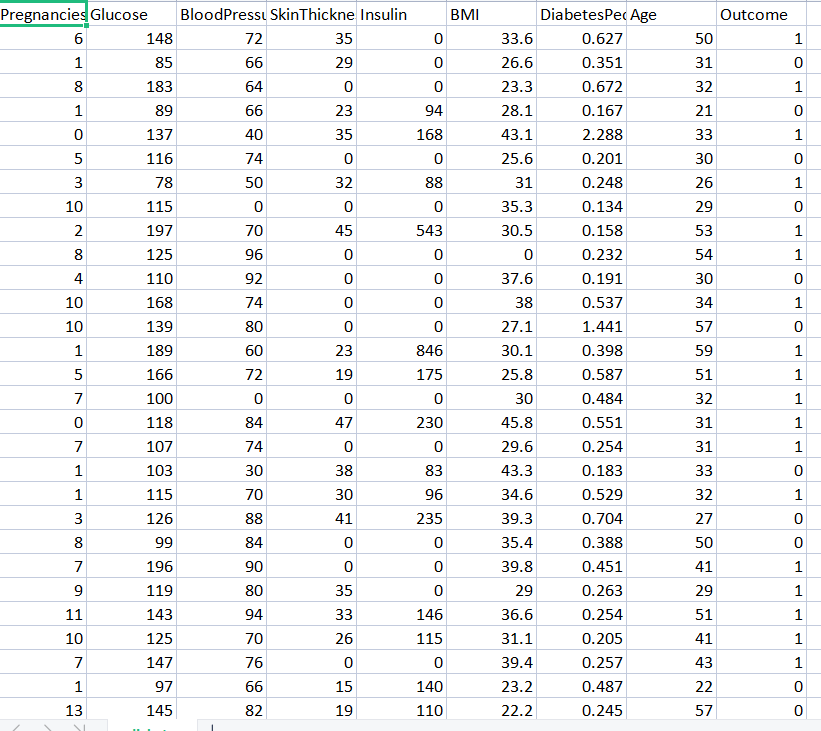 Pregnancies Glucose BloodPressu SkinThickne Insulin BMI DiabetesPed Age Outcome
6 148 72 35 0 33.6 0.627 50 1
1 85 66 29 0 26.6 0.351 31 0
8 183 64 0 0 23.3 0.672 32 1
1 89 66 23 94 28.1 0.167 21 0
0 137 40 35 168 43.1 2.288 33 1
5 116 74 0 0 25.6 0.201 30 0
3 78 50 32 88 31 0.248 26 1
10 115 0 0 0 35.3 0.134 29 0
2 197 70 45 543 30.5 0.158 53 1
8 125 96 0 0 0 0.232 54 1
4 110 92 0 0 37.6 0.191 30 0
10 168 74 0 0 38 0.537 34 1
10 139 80 0 0 27.1 1.441 57 0
1 189 60 23 846 30.1 0.398 59 1
5 166 72 19 175 25.8 0.587 51 1
7 100 0 0 0 30 0.484 32 1
0 118 84 47 230 45.8 0.551 31 1
7 107 74 0 0 29.6 0.254 31 1
1 103 30 38 83 43.3 0.183 33 0
1 115 70 30 96 34.6 0.529 32 1
3 126 88 41 235 39.3 0.704 27 0
8 99 84 0 0 35.4 0.388 50 0
7 196 90 0 0 39.8 0.451 41 1
9 119 80 35 0 29 0.263 29 1
11 143 94 33 146 36.6 0.254 51 1
10 125 70 26 115 31.1 0.205 41 1
7 147 76 0 0 39.4 0.257 43 1
1 97 66 15 140 23.2 0.487 22 0
13 145 82 19 110 22.2 0.245 57 0